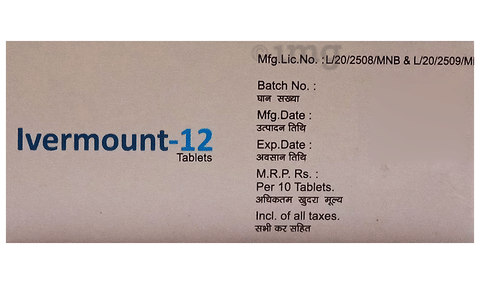 1mg
Mfg.Lic.No. :L/20/2508/MNB & L/20/2509/M
Batch No. :
घान संख्या
Mfg.Date :
उत्पादन तिथि
Ivermount-12
Tablets
Exp.Date :
अवसान तिथि
M.R.P. Rs. :
Per 10 Tablets.
अधिकतम खुदरा मूल्य
Incl. of all taxes.
सभी कर सहित